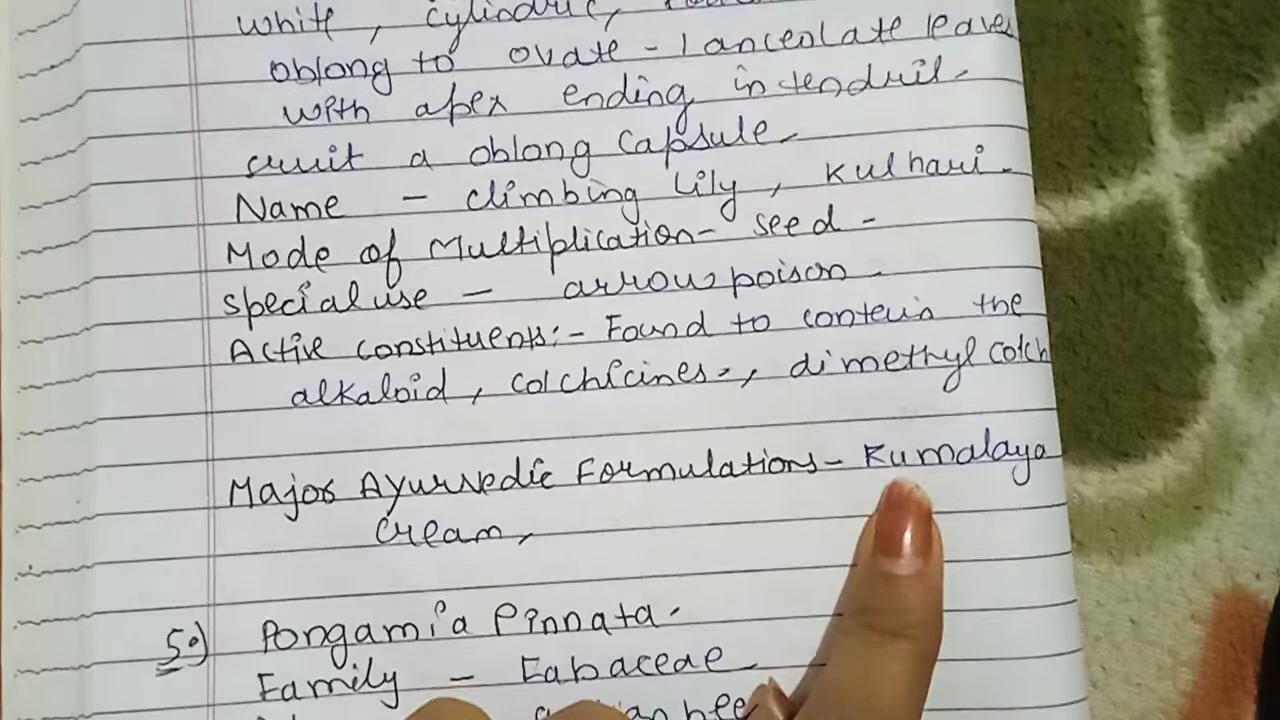 white, cylindric,
oblong to ovate - lanceolate leaves
with apex ending in tendril.
fruit a oblong capsule
Name - climbing lily, Kulhari.
Mode of Multiplication- seed -
special use - arrow poison.
Active constituents:- Found to contain the
alkaloid, colchicines-, dimethyl colch
Major Ayurvedic Formulations- Kumalaya
cream,
5.) Pongamia Pinnata.
Family - Fabaceae